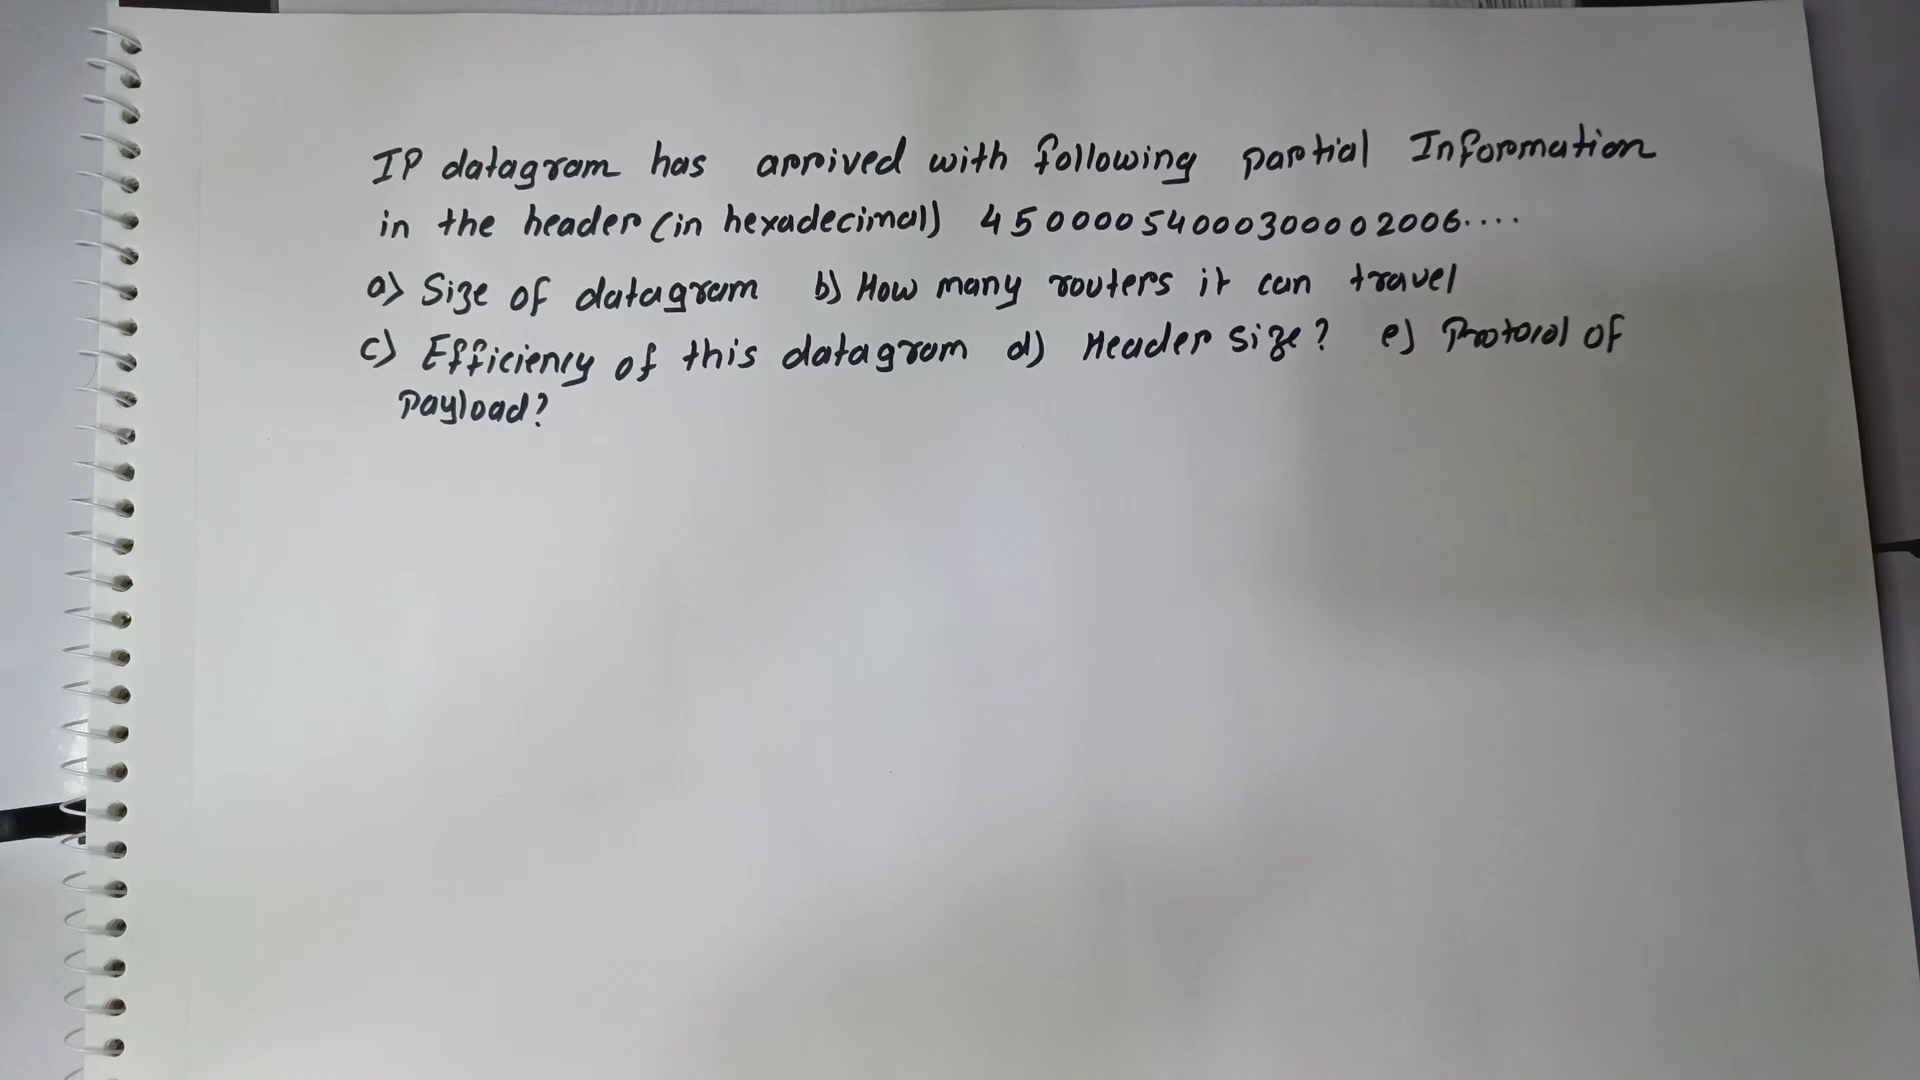 IP datagram has arrived with following partial Information
in the header (in hexadecimal) 45000054000300002006....
a) Size of datagram b) How many routers it can travel
c) Efficiency of this datagram d) Header size? e) Protocol of
Payload?